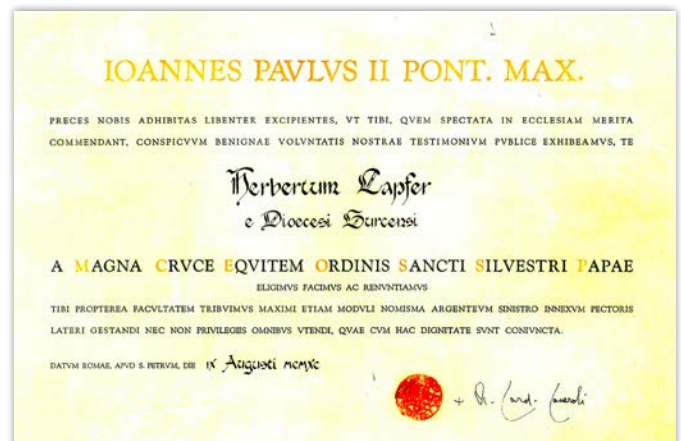 IOANNES PAVLVS II PONT. MAX.
PRECES NOBIS ADHIBITAS LIBENTER EXCIPIENTES, VT TIBI, QVEM SPECTATA IN ECCLESIAM MERITA
COMMENDANT, CONSPICVVM BENIGNAE VOLVNTATIS NOSTRAE TESTIMONIVM PVBLICE EXHIBEAMVS, TE
Herbertum Zapfer
e Dioecesi Gurcensi
A MAGNA CRVCE EQVITEM ORDINIS SANCTI SILVESTRI PAPAE
ELIGIMVS FACIMVS AC RENVNTIAMVS
TIBI PROPTEREA FACVLTATEM TRIBVIMVS MAXIMI ETIAM MODVLI NOMISMA ARGENTEVM SINISTRO INNEXVM PECTORIS
LATERI GESTANDI NEC NON PRIVILEGIIS OMNIBVS VTENDI, QVAE CVM HAC DIGNITATE SVNT CONIVNCTA.
DATVM ROMAE, APVD S. PETRVM, DIE IX Augusti MCMXC
+ A. Card. Casaroli